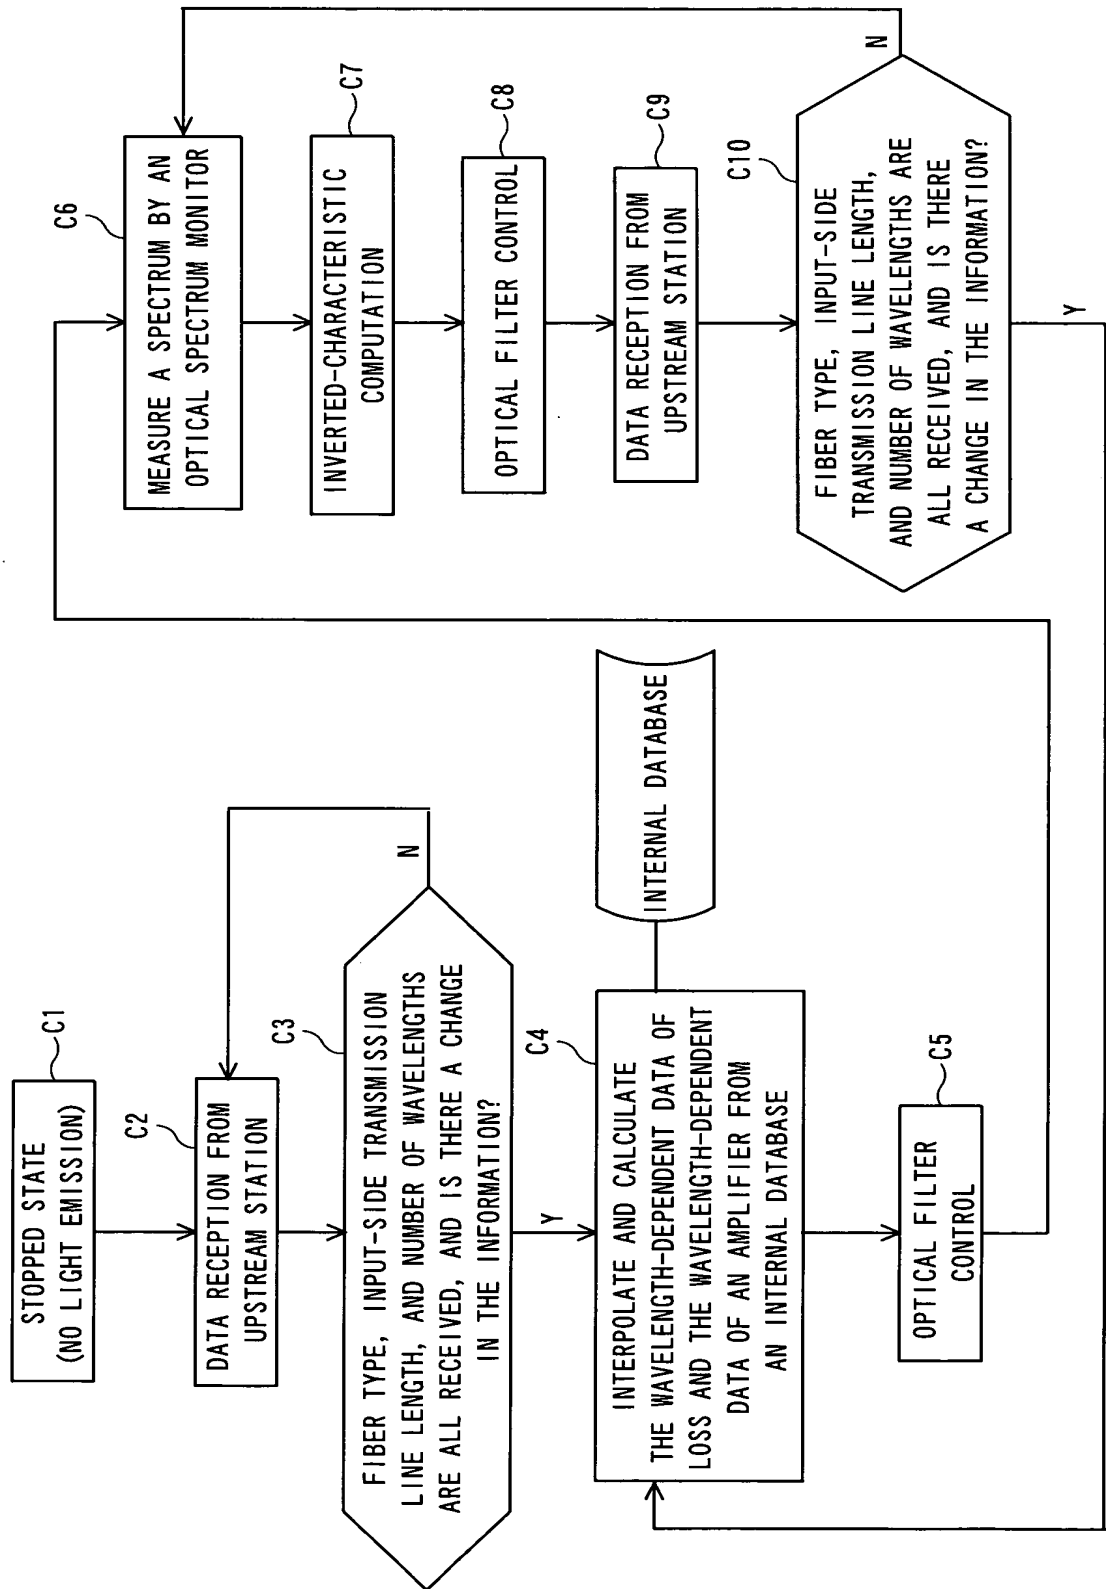 STOPPED STATE
(NO LIGHT EMISSION)
C1
DATA RECEPTION FROM
UPSTREAM STATION
C2
FIBER TYPE, INPUT-SIDE TRANSMISSION
LINE LENGTH, AND NUMBER OF WAVELENGTHS
ARE ALL RECEIVED, AND IS THERE A CHANGE
IN THE INFORMATION?
C3
N
Y
INTERPOLATE AND CALCULATE
THE WAVELENGTH-DEPENDENT DATA OF
LOSS AND THE WAVELENGTH-DEPENDENT
DATA OF AN AMPLIFIER FROM
AN INTERNAL DATABASE
C4
INTERNAL DATABASE
OPTICAL FILTER
CONTROL
C5
MEASURE A SPECTRUM BY AN
OPTICAL SPECTRUM MONITOR
C6
INVERTED-CHARACTERISTIC
COMPUTATION
C7
OPTICAL FILTER CONTROL
C8
DATA RECEPTION FROM
UPSTREAM STATION
C9
FIBER TYPE, INPUT-SIDE
TRANSMISSION LINE LENGTH,
AND NUMBER OF WAVELENGTHS ARE
ALL RECEIVED, AND IS THERE
A CHANGE IN THE INFORMATION?
C10
N
Y